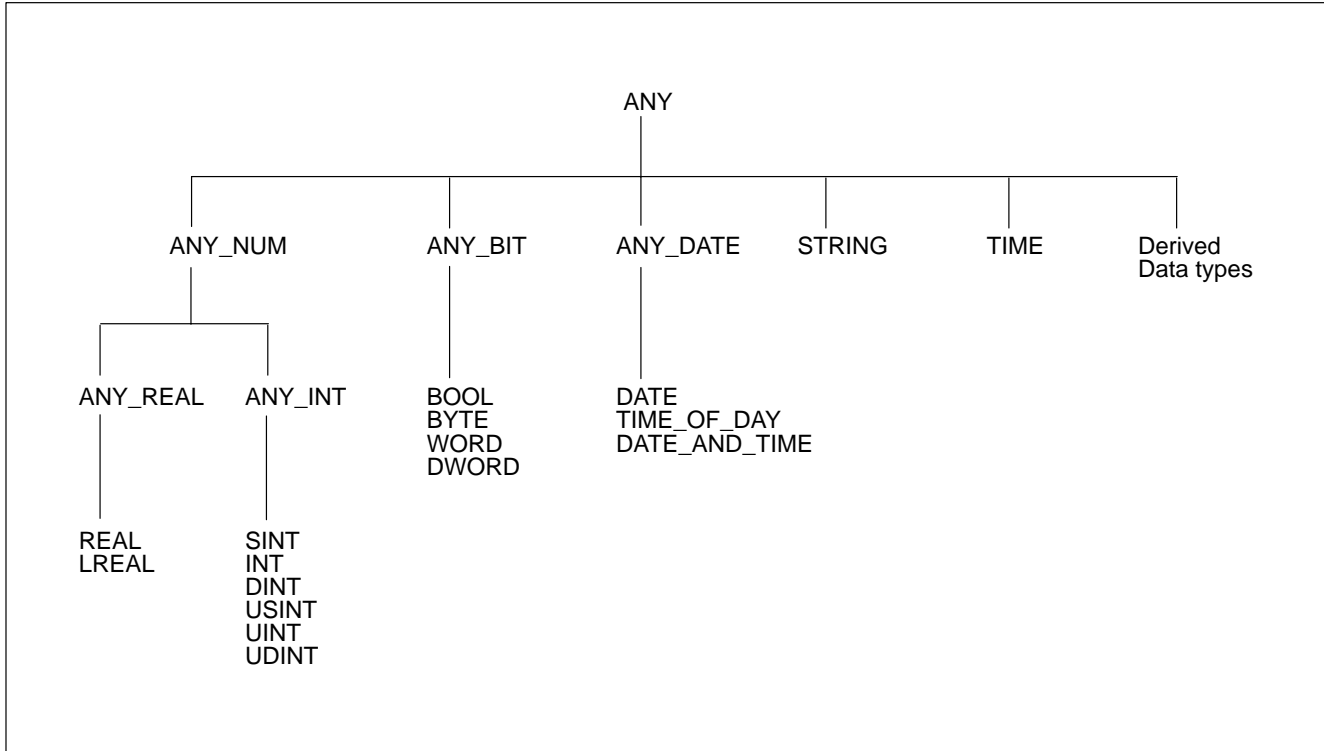 ANY
ANY_NUM
ANY_BIT
ANY_DATE
STRING
TIME
Derived
Data types
ANY_REAL
ANY_INT
BOOL
BYTE
WORD
DWORD
DATE
TIME_OF_DAY
DATE_AND_TIME
REAL
LREAL
SINT
INT
DINT
USINT
UINT
UDINT